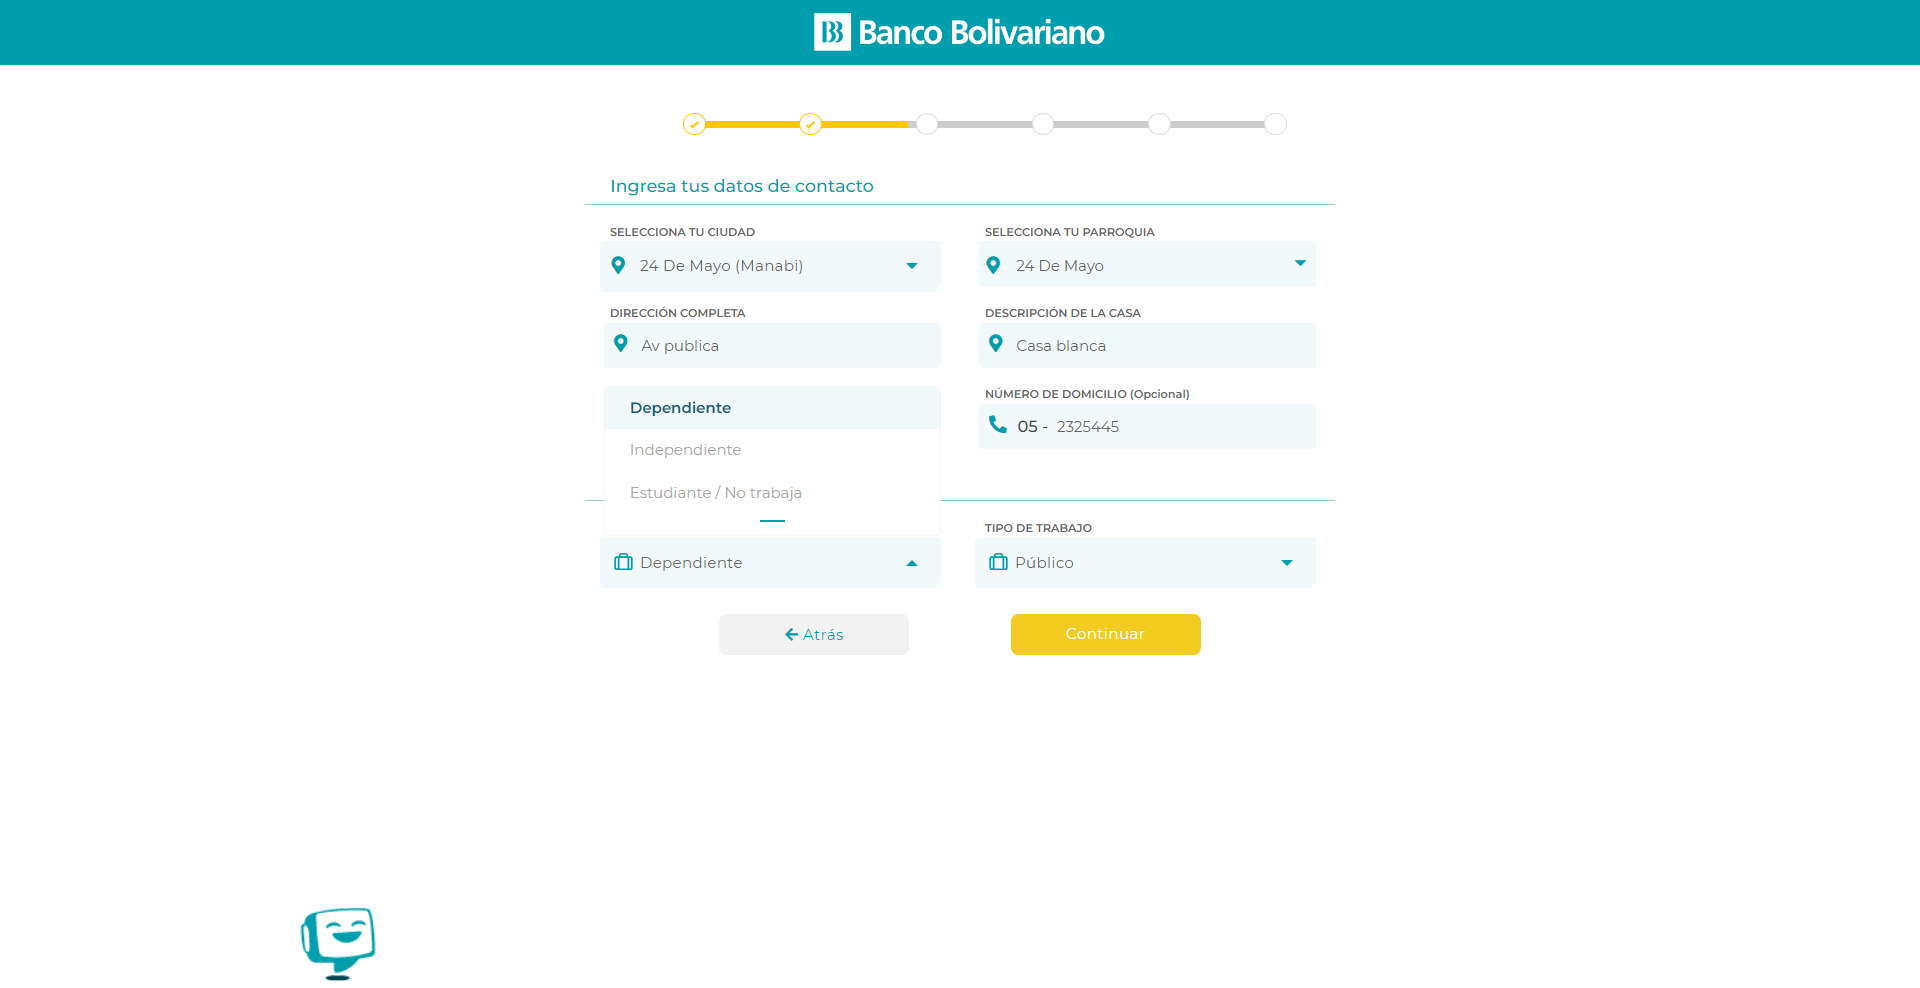 Banco Bolivariano
Ingresa tus datos de contacto
SELECCIONA TU CIUDAD
24 De Mayo (Manabi)
SELECCIONA TU PARROQUIA
24 De Mayo
DIRECCIÓN COMPLETA
Av publica
DESCRIPCIÓN DE LA CASA
Casa blanca
NÚMERO DE DOMICILIO (Opcional)
05 - 2325445
Dependiente
Independiente
Estudiante / No trabaja
Dependiente
TIPO DE TRABAJO
Público
Atrás
Continuar